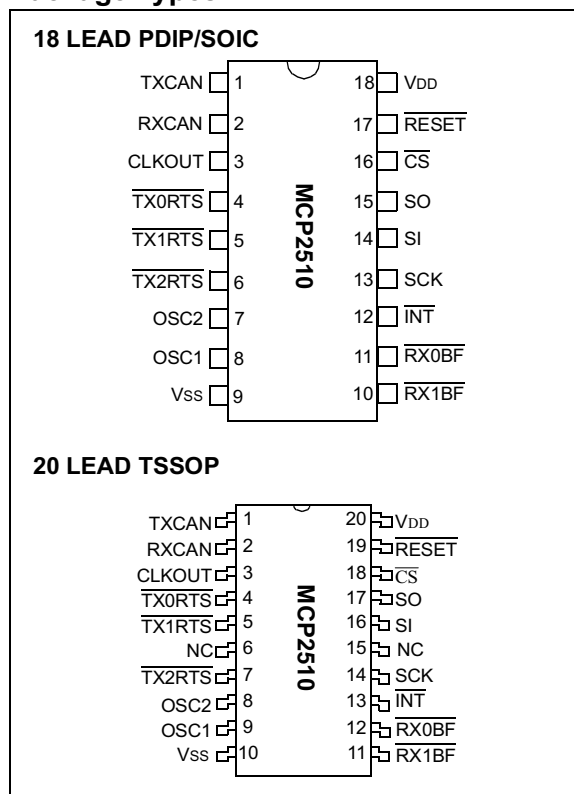 18 LEAD PDIP/SOIC
TXCAN 1 18 VDD
RXCAN 2 17 RESET
CLKOUT 3 16 CS
TX0RTS 4 15 SO
TX1RTS 5 14 SI
TX2RTS 6 13 SCK
OSC2 7 12 INT
OSC1 8 11 RX0BF
Vss 9 10 RX1BF
MCP2510
20 LEAD TSSOP
TXCAN 1 20 VDD
RXCAN 2 19 RESET
CLKOUT 3 18 CS
TX0RTS 4 17 SO
TX1RTS 5 16 SI
NC 6 15 NC
TX2RTS 7 14 SCK
OSC2 8 13 INT
OSC1 9 12 RX0BF
Vss 10 11 RX1BF
MCP2510